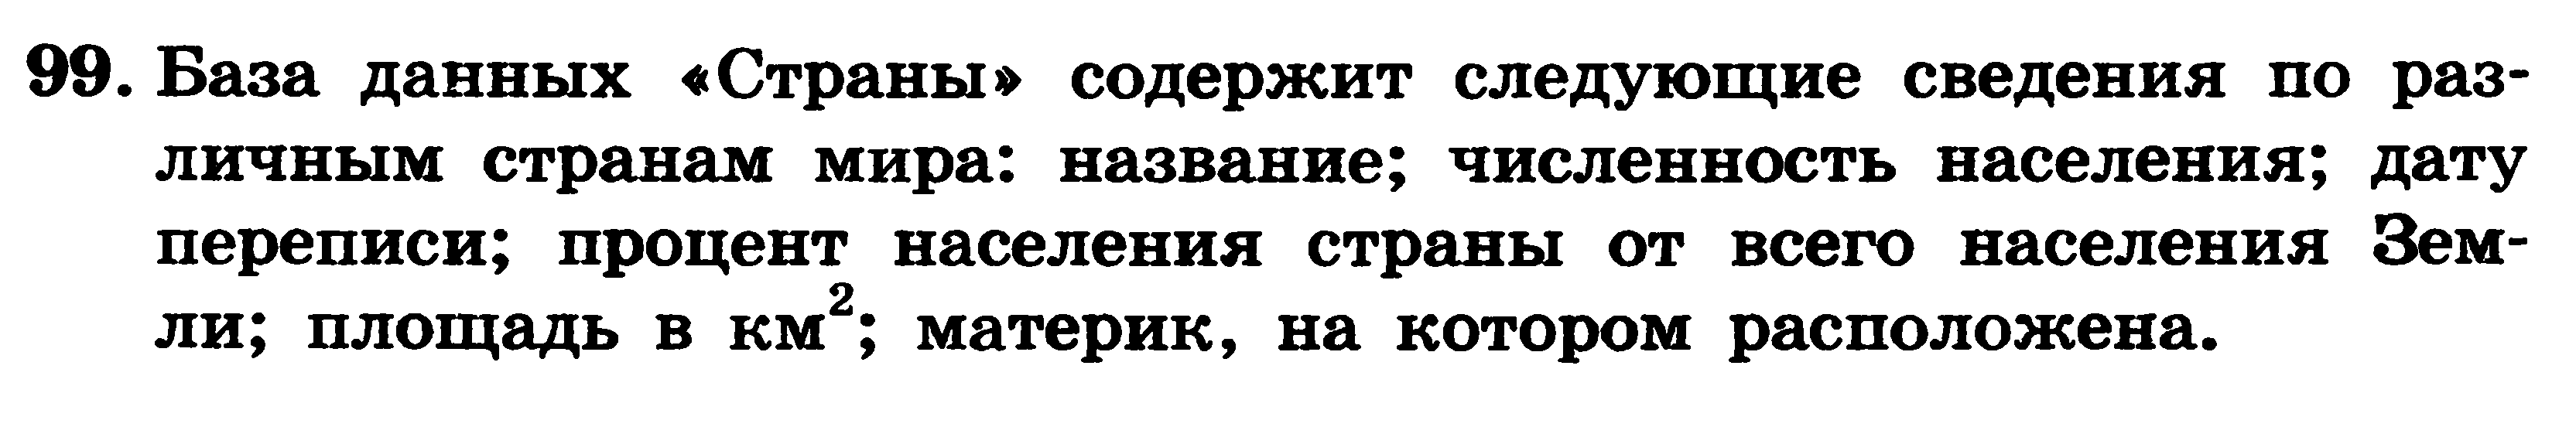 99. База данных «Страны» содержит следующие сведения по раз-
личным странам мира: название; численность населения; дату
переписи; процент населения страны от всего населения Зем-
ли; площадь в км²; материк, на котором расположена.